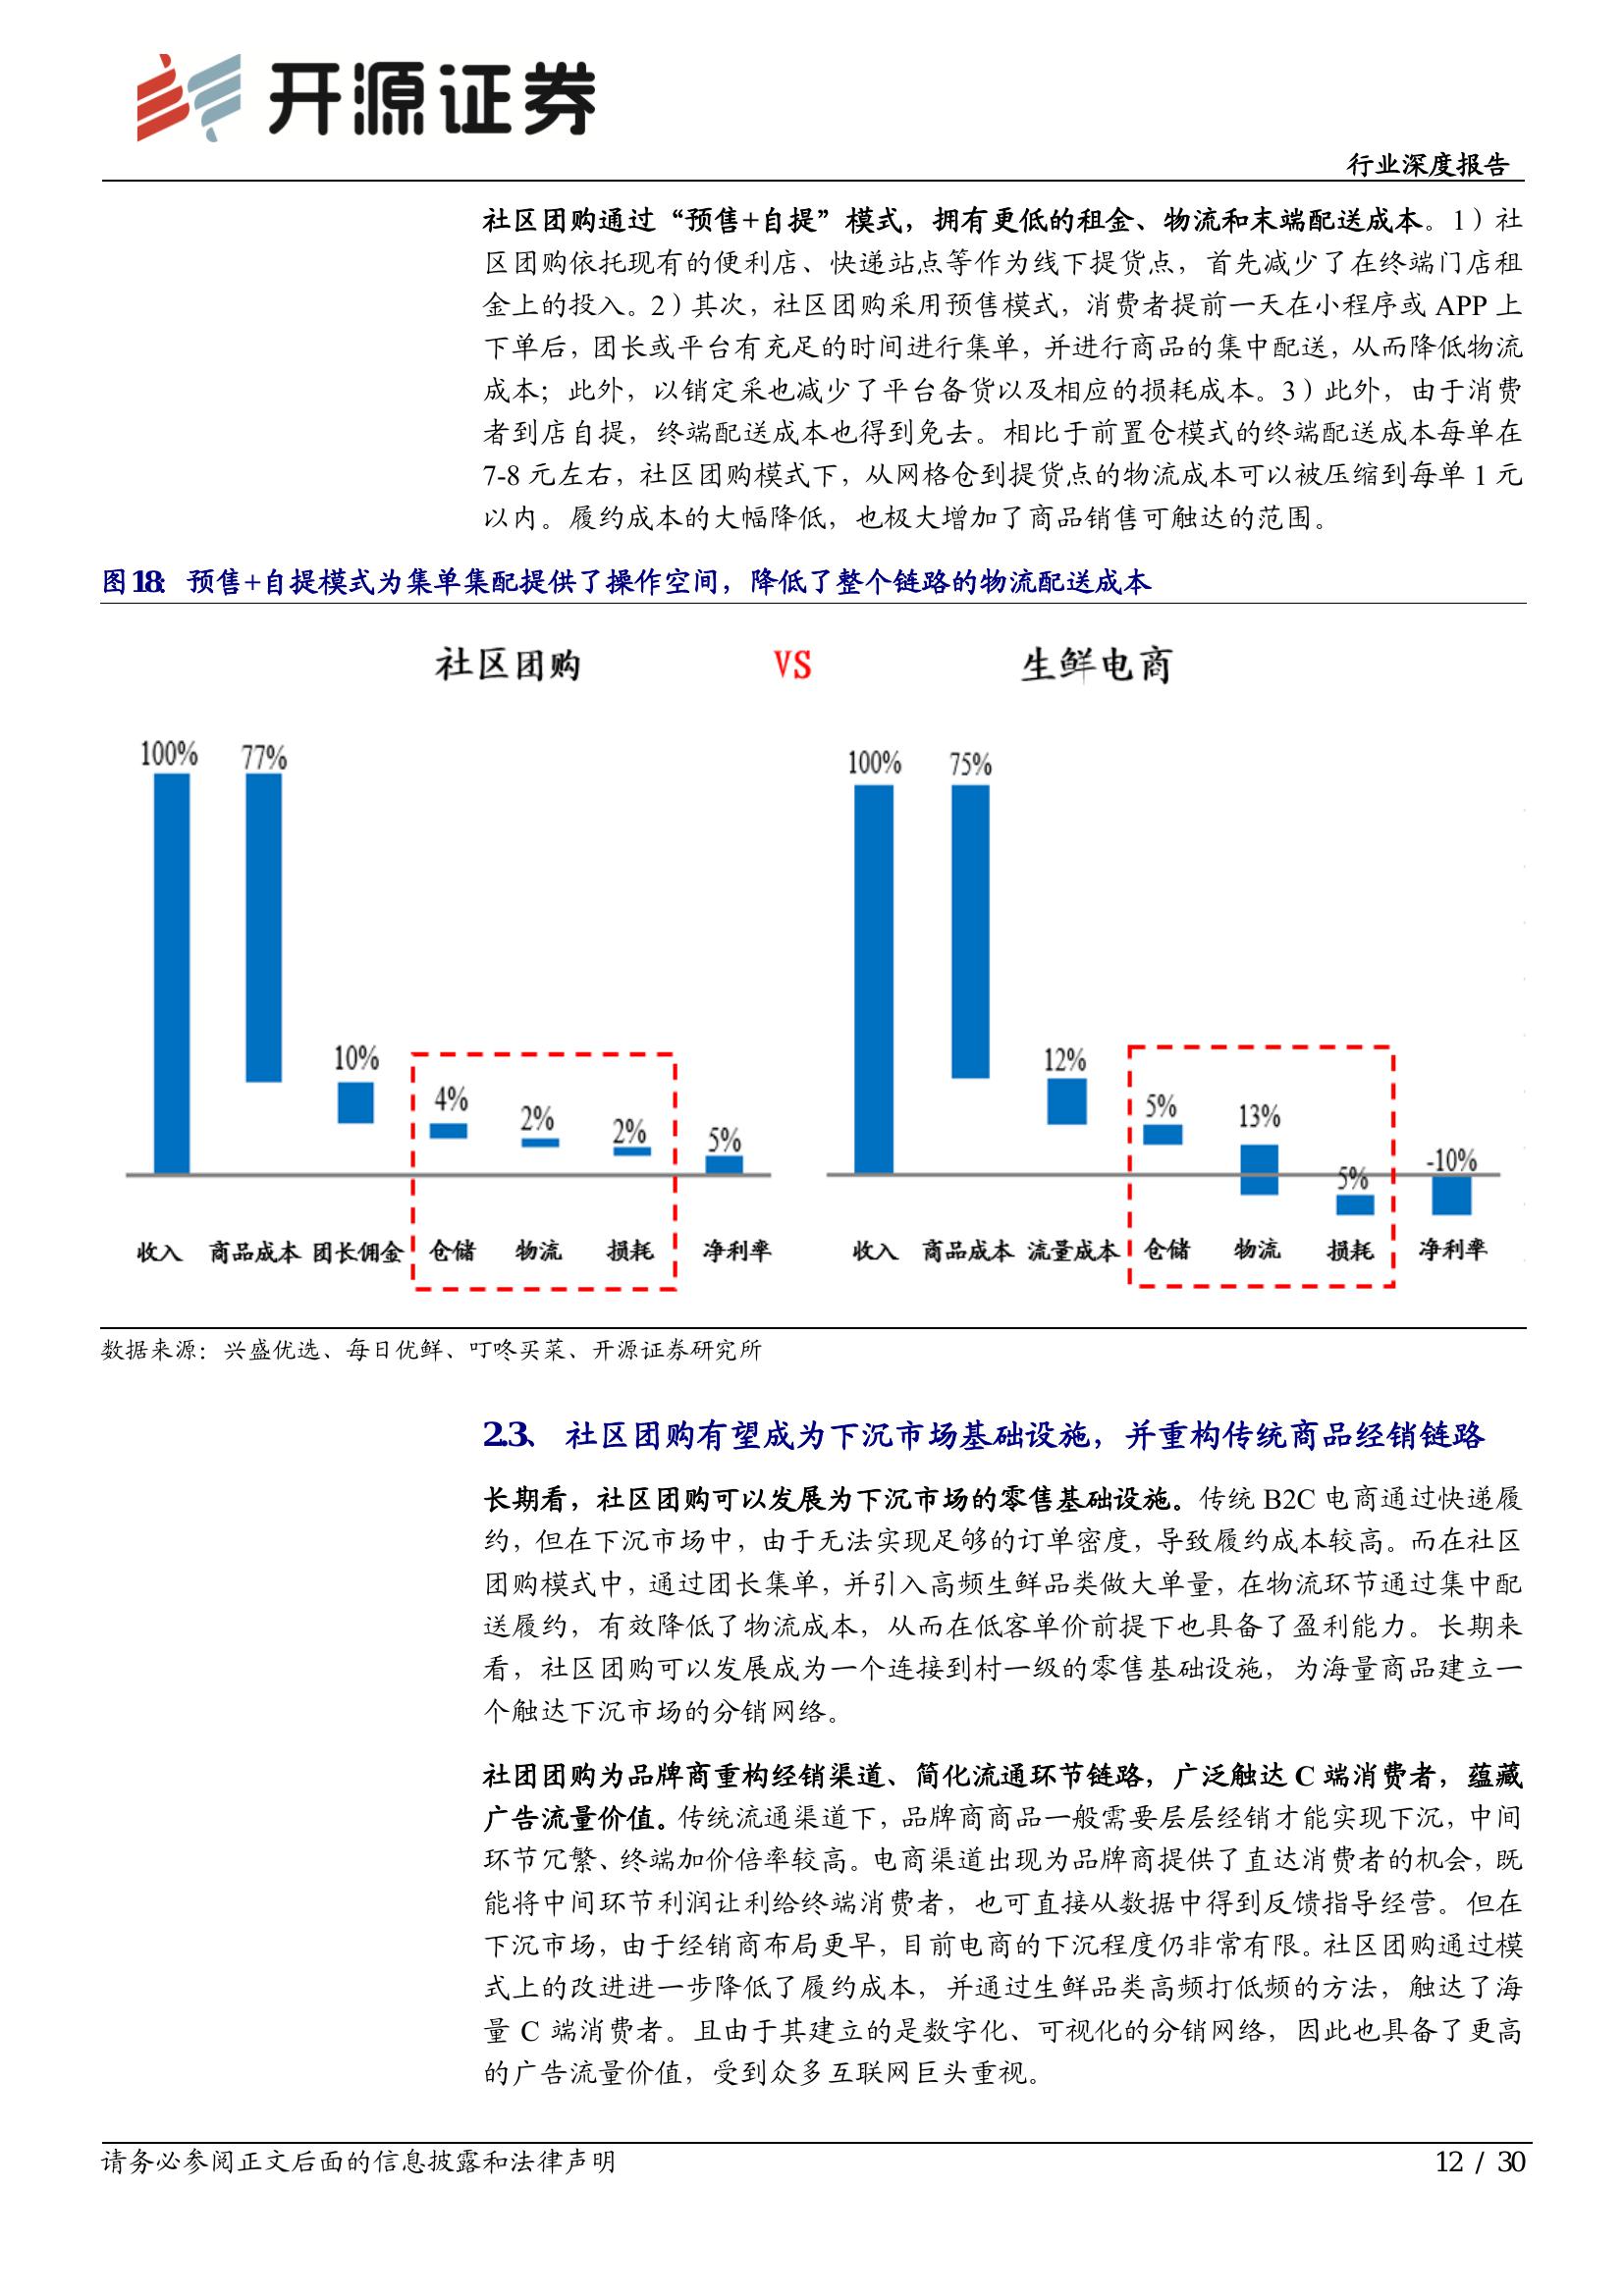 开源证券
行业深度报告
社区团购通过“预售+自提”模式，拥有更低的租金、物流和末端配送成本。1）社
区团购依托现有的便利店、快递站点等作为线下提货点，首先减少了在终端门店租
金上的投入。2）其次，社区团购采用预售模式，消费者提前一天在小程序或 APP 上
下单后，团长或平台有充足的时间进行集单，并进行商品的集中配送，从而降低物流
成本；此外，以销定采也减少了平台备货以及相应的损耗成本。3）此外，由于消费
者到店自提，终端配送成本也得到免去。相比于前置仓模式的终端配送成本每单在
7-8 元左右，社区团购模式下，从网格仓到提货点的物流成本可以被压缩到每单 1 元
以内。履约成本的大幅降低，也极大增加了商品销售可触达的范围。
图 18： 预售+自提模式为集单集配提供了操作空间，降低了整个链路的物流配送成本
社区团购 VS 生鲜电商
100% 77% 10% 4% 2% 2% 5%
收入 商品成本 团长佣金 仓储 物流 损耗 净利率
100% 75% 12% 5% 13% 5% -10%
收入 商品成本 流量成本 仓储 物流 损耗 净利率
数据来源：兴盛优选、每日优鲜、叮咚买菜、开源证券研究所
2.3、 社区团购有望成为下沉市场基础设施，并重构传统商品经销链路
长期看，社区团购可以发展为下沉市场的零售基础设施。传统 B2C 电商通过快递履
约，但在下沉市场中，由于无法实现足够的订单密度，导致履约成本较高。而在社区
团购模式中，通过团长集单，并引入高频生鲜品类做大单量，在物流环节通过集中配
送履约，有效降低了物流成本，从而在低客单价前提下也具备了盈利能力。长期来
看，社区团购可以发展成为一个连接到村一级的零售基础设施，为海量商品建立一
个触达下沉市场的分销网络。
社团团购为品牌商重构经销渠道、简化流通环节链路，广泛触达 C 端消费者，蕴藏
广告流量价值。传统流通渠道下，品牌商商品一般需要层层经销才能实现下沉，中间
环节冗繁、终端加价倍率较高。电商渠道出现为品牌商提供了直达消费者的机会，既
能将中间环节利润让利给终端消费者，也可直接从数据中得到反馈指导经营。但在
下沉市场，由于经销商布局更早，目前电商的下沉程度仍非常有限。社区团购通过模
式上的改进进一步降低了履约成本，并通过生鲜品类高频打低频的方法，触达了海
量 C 端消费者。且由于其建立的是数字化、可视化的分销网络，因此也具备了更高
的广告流量价值，受到众多互联网巨头重视。
请务必参阅正文后面的信息披露和法律声明
12 / 30